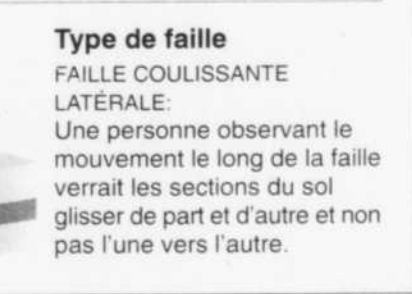 Type de faille
FAILLE COULISSANTE
LATÉRALE:
Une personne observant le
mouvement le long de la faille
verrait les sections du sol
glisser de part et d'autre et non
pas l'une vers l'autre.